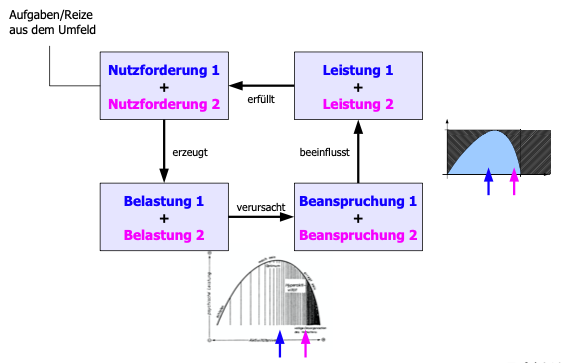 Aufgaben/Reize
aus dem Umfeld
Nutzforderung 1
+
Nutzforderung 2
erfüllt
Leistung 1
+
Leistung 2
erzeugt
beeinflusst
Belastung 1
+
Belastung 2
verursacht
Beanspruchung 1
+
Beanspruchung 2